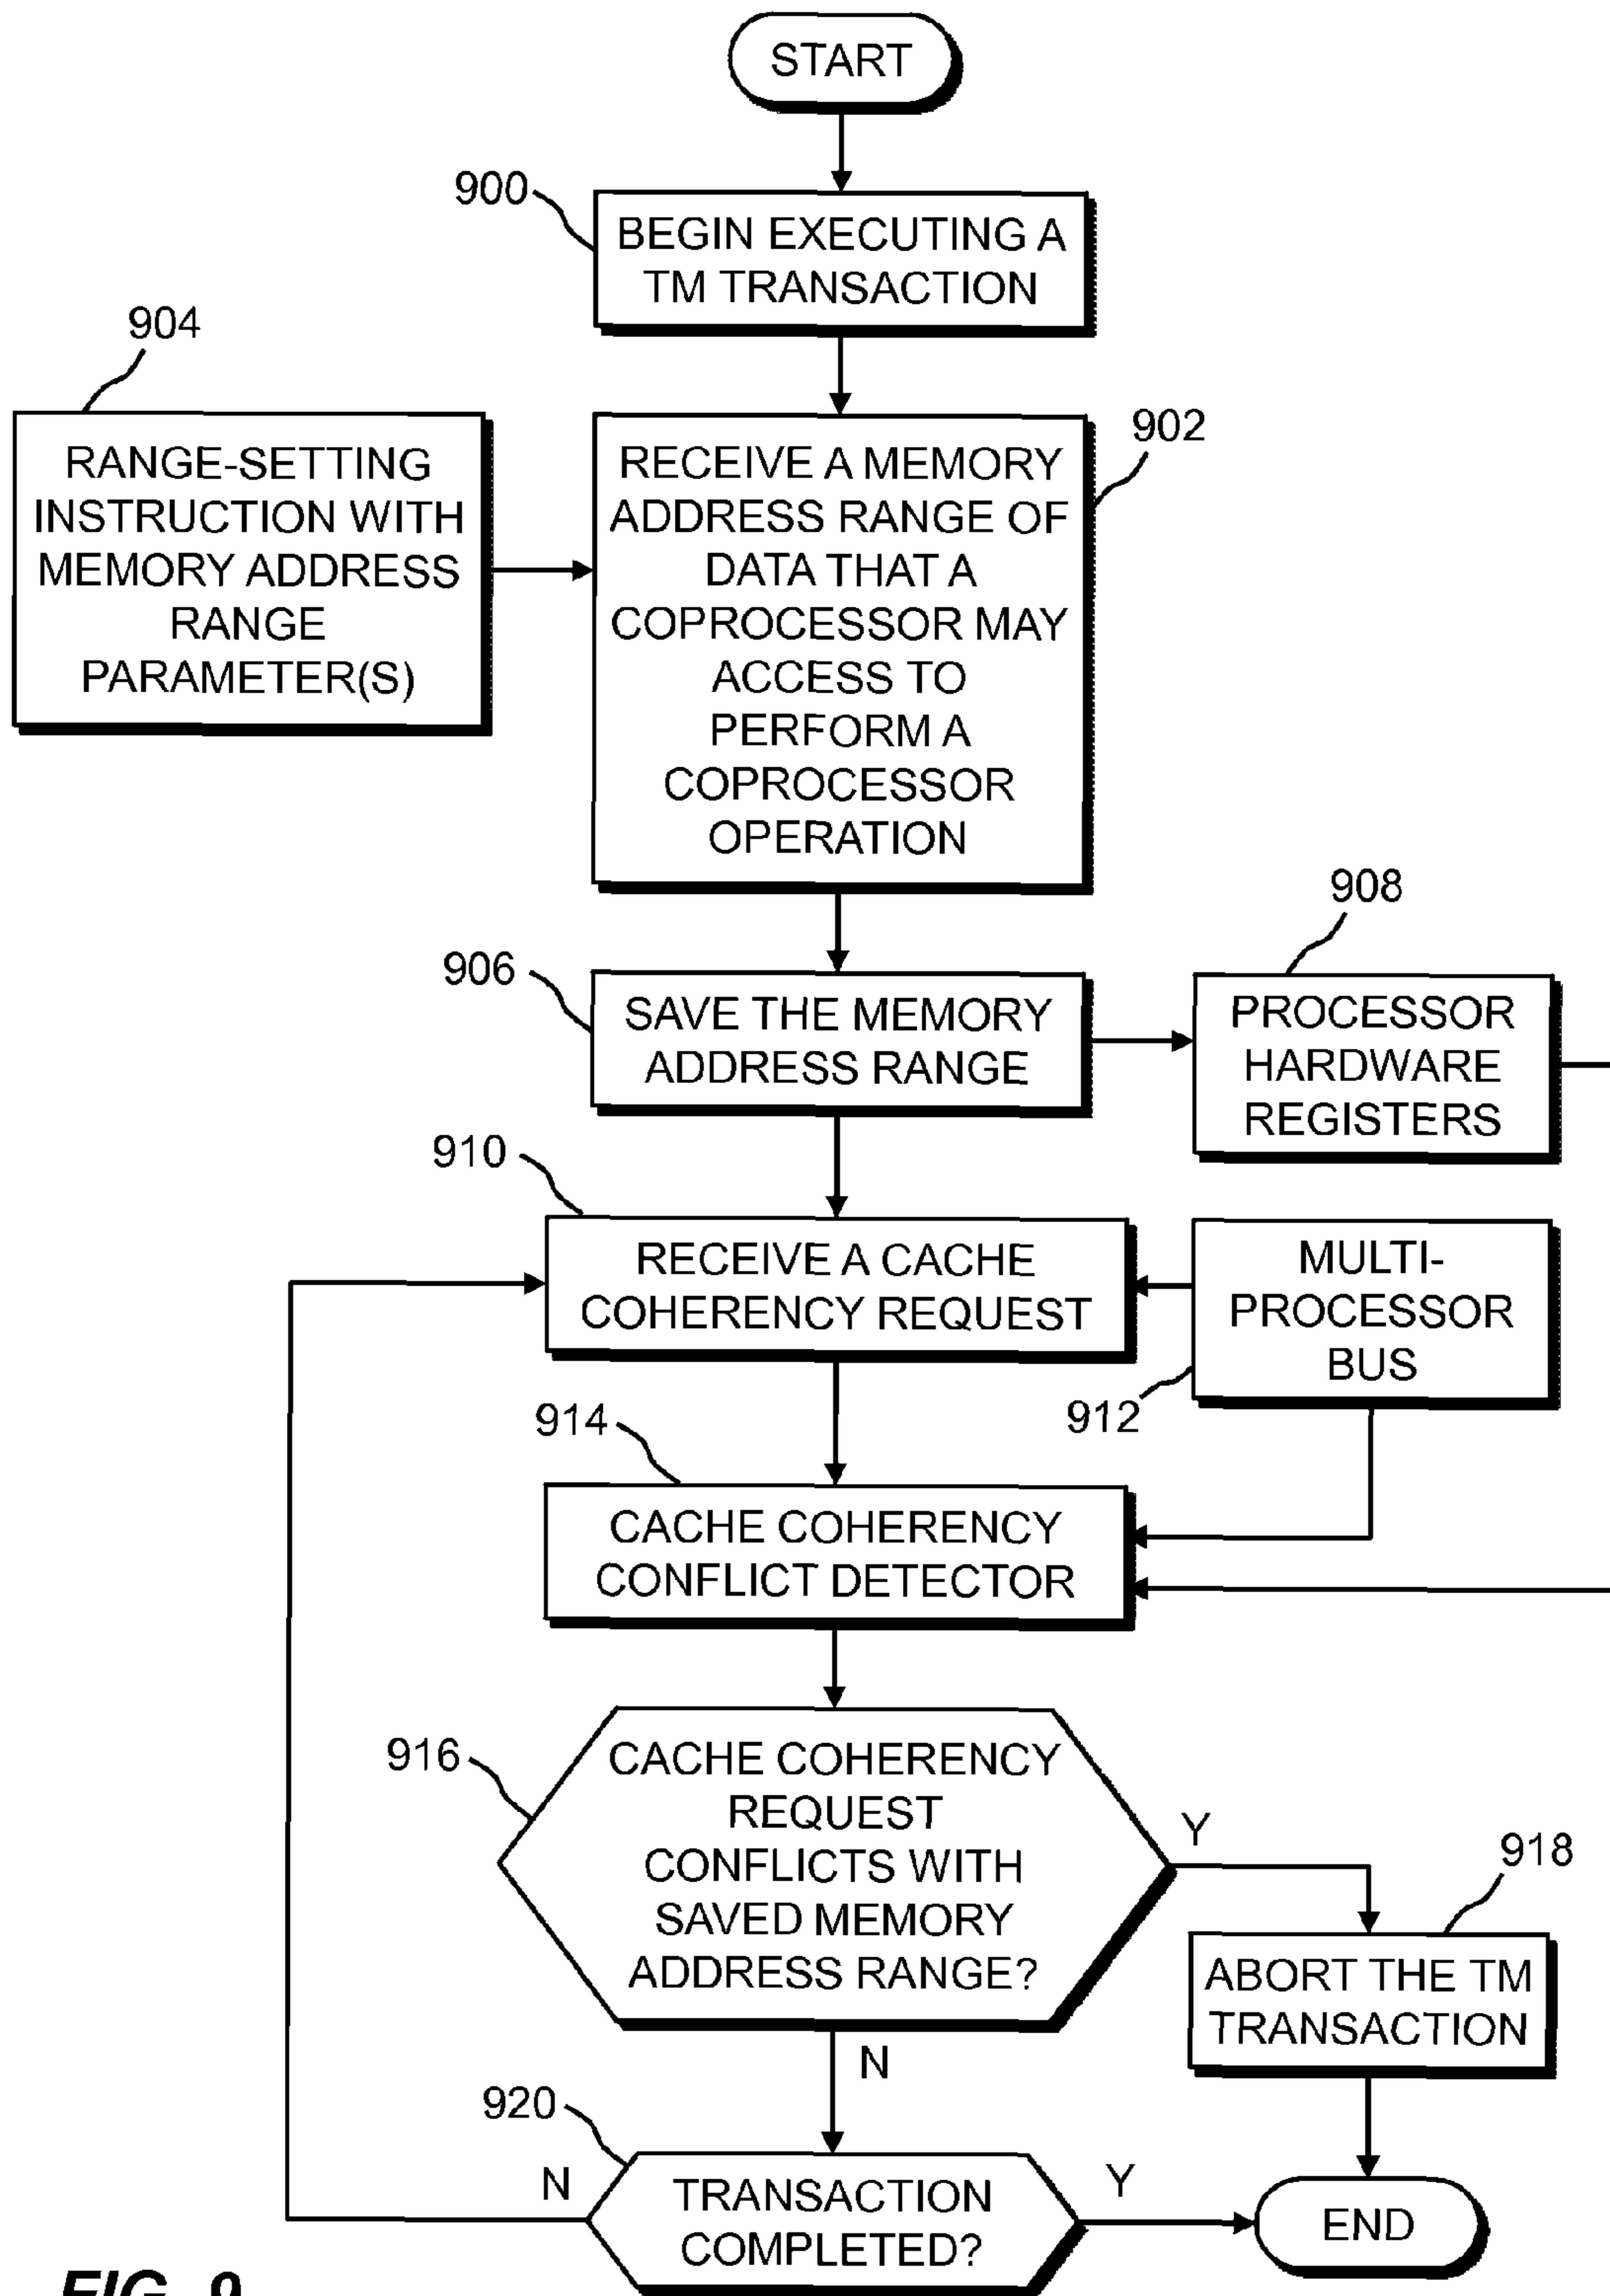 START
900
BEGIN EXECUTING A
TM TRANSACTION
904
RANGE-SETTING
INSTRUCTION WITH
MEMORY ADDRESS
RANGE
PARAMETER(S)
902
RECEIVE A MEMORY
ADDRESS RANGE OF
DATA THAT A
COPROCESSOR MAY
ACCESS TO
PERFORM A
COPROCESSOR
OPERATION
906
SAVE THE MEMORY
ADDRESS RANGE
908
PROCESSOR
HARDWARE
REGISTERS
910
RECEIVE A CACHE
COHERENCY REQUEST
MULTI-
PROCESSOR
BUS
912
914
CACHE COHERENCY
CONFLICT DETECTOR
916
CACHE COHERENCY
REQUEST
CONFLICTS WITH
SAVED MEMORY
ADDRESS RANGE?
Y
918
ABORT THE TM
TRANSACTION
N
920
N
TRANSACTION
COMPLETED?
Y
END
FIG. 9